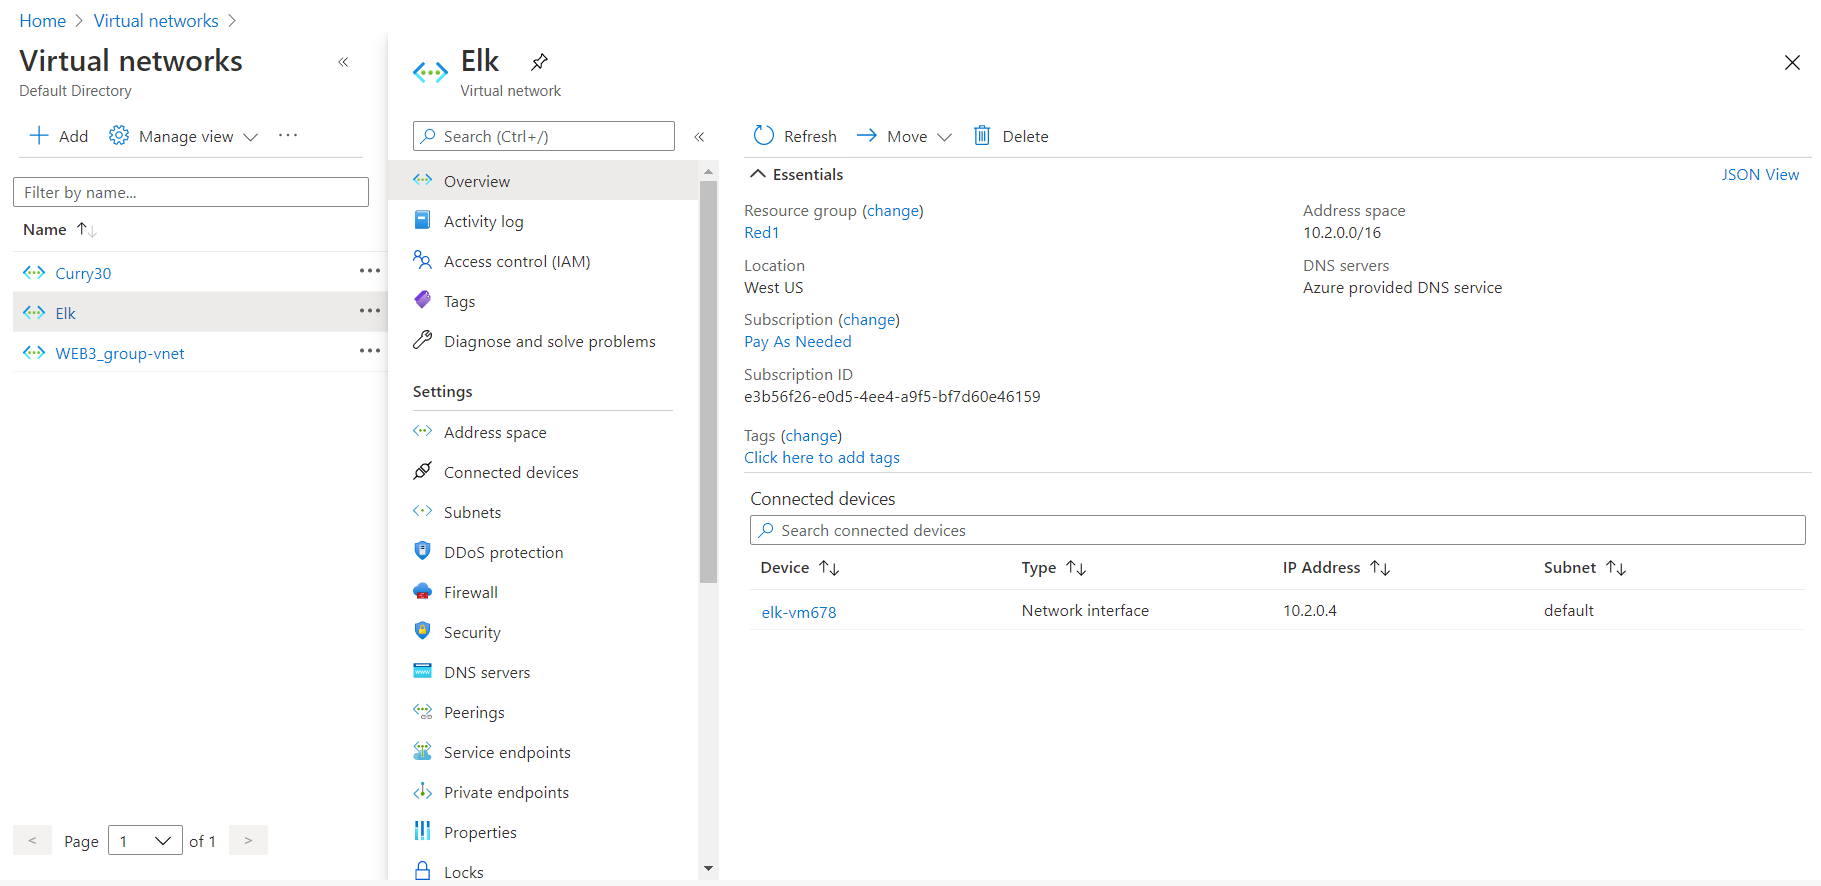 Home > Virtual networks >
Virtual networks «
Default Directory
Add Manage view ...
Filter by name...
Name ↑↓
Curry30 ...
Elk ...
WEB3_group-vnet ...
< Page 1 of 1 >
Elk
Virtual network
Search (Ctrl+/) «
Overview
Activity log
Access control (IAM)
Tags
Diagnose and solve problems
Settings
Address space
Connected devices
Subnets
DDoS protection
Firewall
Security
DNS servers
Peerings
Service endpoints
Private endpoints
Properties
Locks
Refresh Move Delete
Essentials JSON View
Resource group (change)
Red1
Location
West US
Subscription (change)
Pay As Needed
Subscription ID
e3b56f26-e0d5-4ee4-a9f5-bf7d60e46159
Tags (change)
Click here to add tags
Address space
10.2.0.0/16
DNS servers
Azure provided DNS service
Connected devices
Search connected devices
Device ↑↓ Type ↑↓ IP Address ↑↓ Subnet ↑↓
elk-vm678 Network interface 10.2.0.4 default